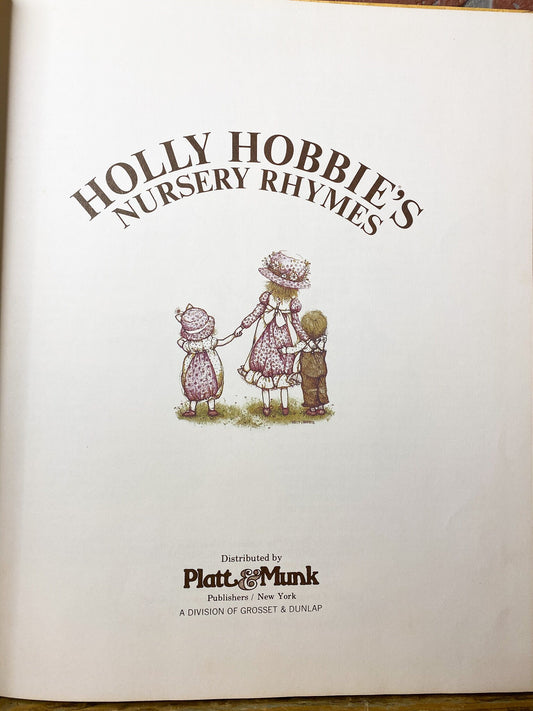 HOLLY HOBBIE'S
NURSERY RHYMES
Distributed by
Platt & Munk
Publishers / New York
A DIVISION OF GROSSET & DUNLAP